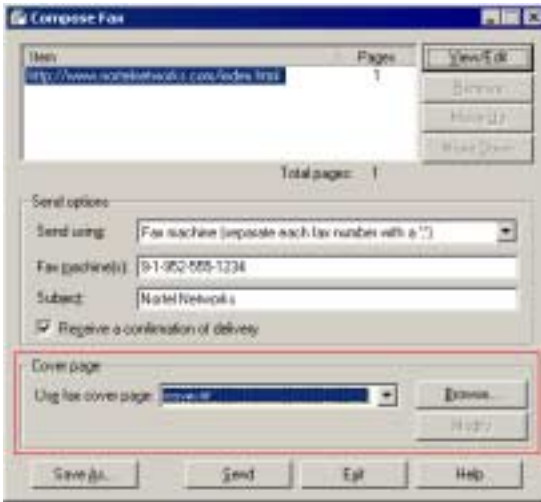 Compose Fax
Item Pages
http://www.nortelnetworks.com/index.html 1
View/Edit
Remove
Move Up
Move Down
Total pages: 1
Send options
Send using: Fax machine (separate each fax number with a ";")
Fax machine(s): 9-1-952-555-1234
Subject: Nortel Networks
Receive a confirmation of delivery
Cover page
Use fax cover page:
Browse...
Modify
Save As... Send Exit Help